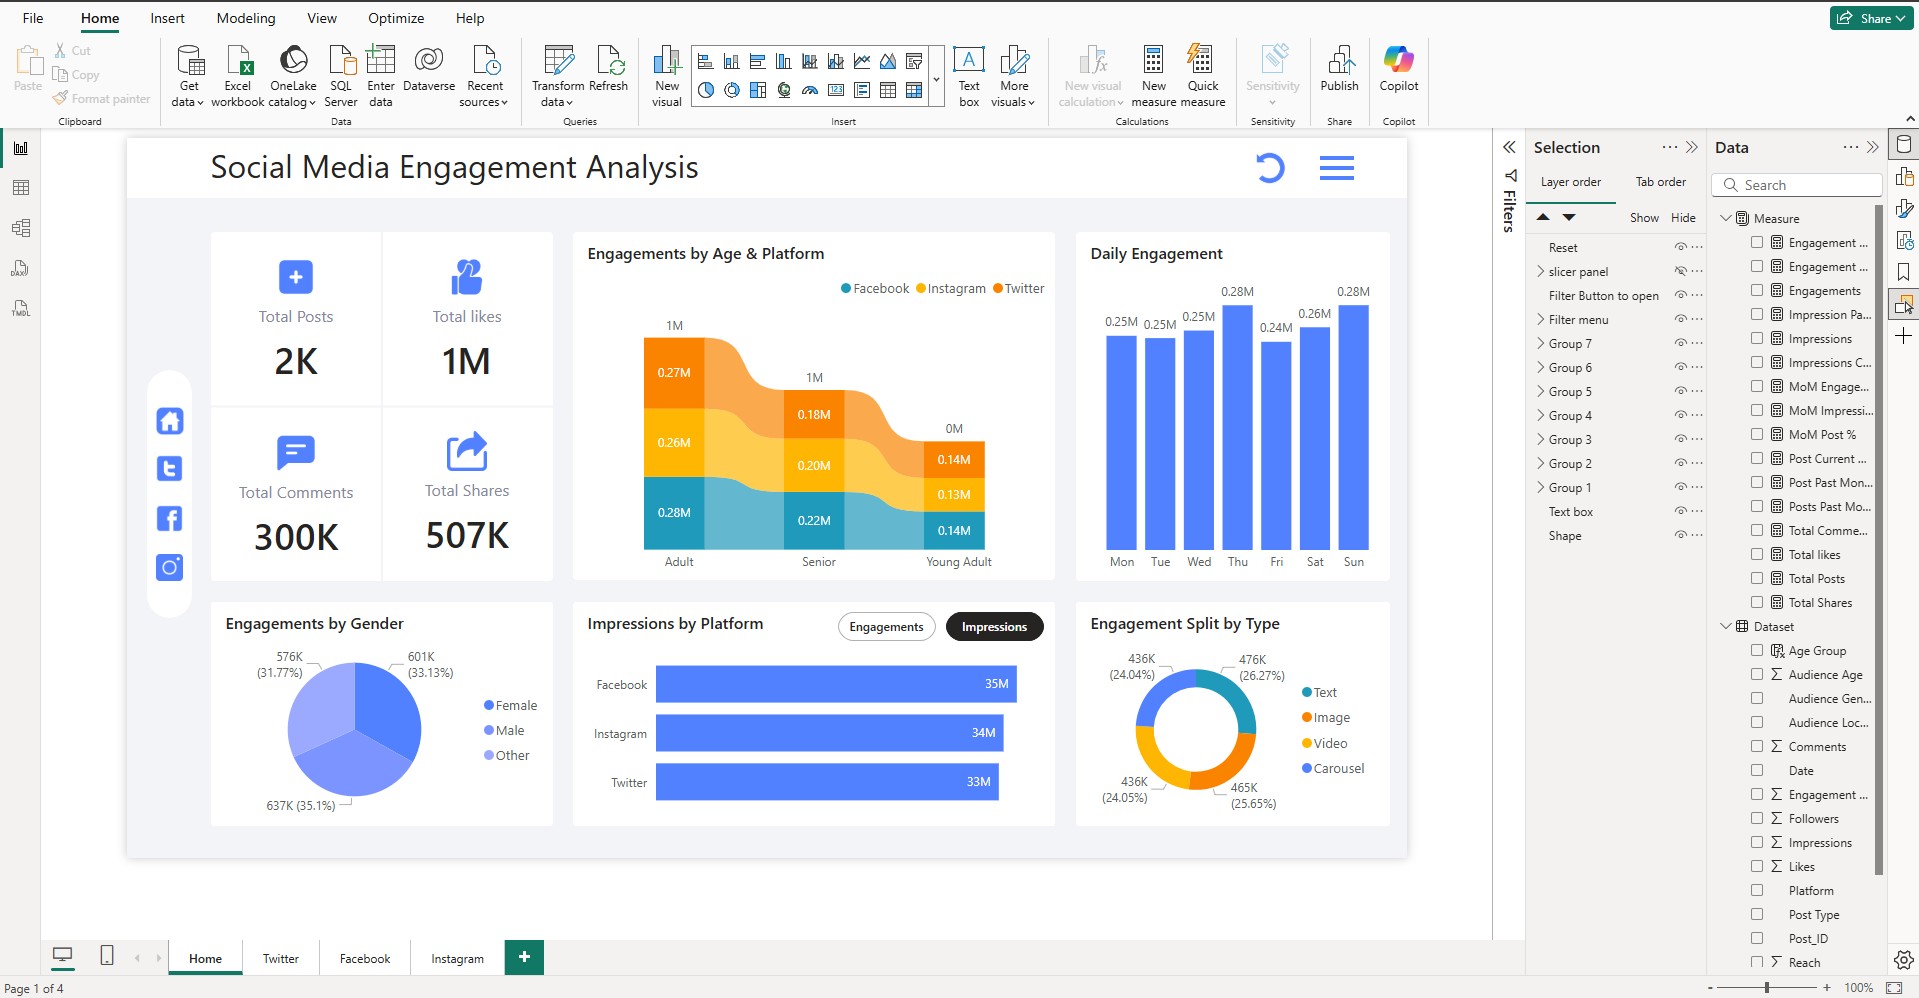 File Home Insert Modeling View Optimize Help
Share
Paste
Cut
Copy
Format painter
Clipboard
Get data
Excel workbook
OneLake catalog
SQL Server
Enter data
Dataverse
Recent sources
Data
Transform data
Refresh
Queries
New visual
Text box
More visuals
Insert
New visual calculation
New measure
Quick measure
Calculations
Sensitivity
Sensitivity
Publish
Share
Copilot
Copilot
Social Media Engagement Analysis
Total Posts
2K
Total likes
1M
Total Comments
300K
Total Shares
507K
Engagements by Age & Platform
Facebook Instagram Twitter
1M
0.27M
0.26M
0.28M
1M
0.18M
0.20M
0.22M
0M
0.14M
0.13M
0.14M
Adult Senior Young Adult
Daily Engagement
0.25M 0.25M 0.25M 0.28M 0.24M 0.26M 0.28M
Mon Tue Wed Thu Fri Sat Sun
Engagements by Gender
576K
(31.77%)
601K
(33.13%)
637K (35.1%)
Female
Male
Other
Impressions by Platform
Engagements
Impressions
Facebook 35M
Instagram 34M
Twitter 33M
Engagement Split by Type
436K
(24.04%)
476K
(26.27%)
436K
(24.05%)
465K
(25.65%)
Text
Image
Video
Carousel
Filters
Selection
Layer order Tab order
Show Hide
Reset
slicer panel
Filter Button to open
Filter menu
Group 7
Group 6
Group 5
Group 4
Group 3
Group 2
Group 1
Text box
Shape
Data
Search
Measure
Engagement ...
Engagement ...
Engagements
Impression Pa...
Impressions
Impressions C...
MoM Engage...
MoM Impressi...
MoM Post %
Post Current ...
Post Past Mon...
Posts Past Mo...
Total Comme...
Total likes
Total Posts
Total Shares
Dataset
Age Group
Audience Age
Audience Gen...
Audience Loc...
Comments
Date
Engagement ...
Followers
Impressions
Likes
Platform
Post Type
Post_ID
Reach
DAX
TMDL
Home Twitter Facebook Instagram
Page 1 of 4
- + 100%